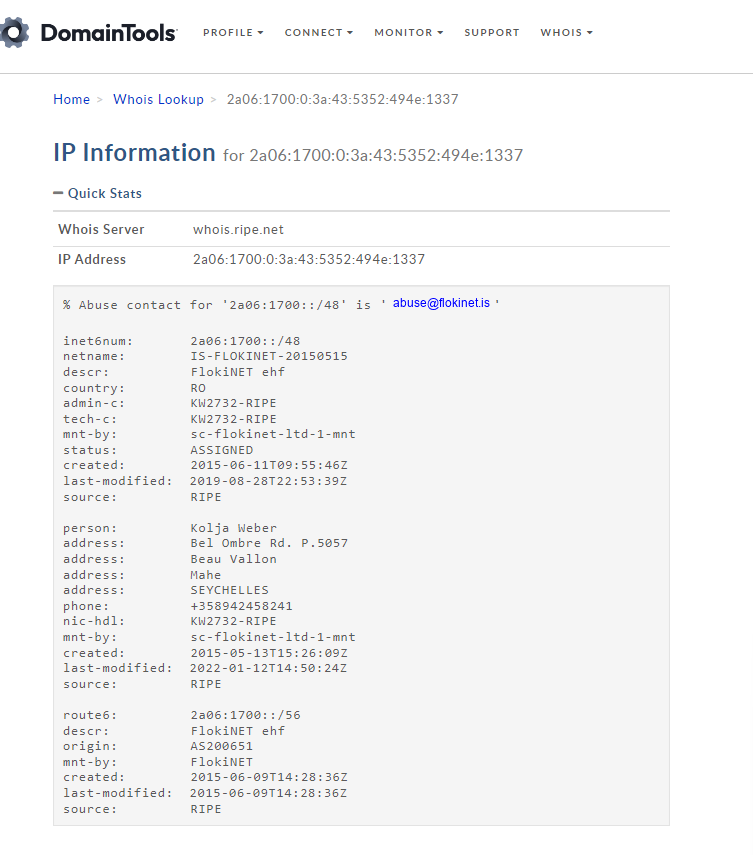 DomainTools PROFILE CONNECT MONITOR SUPPORT WHOIS
Home > Whois Lookup > 2a06:1700:0:3a:43:5352:494e:1337
IP Information for 2a06:1700:0:3a:43:5352:494e:1337
Quick Stats
Whois Server whois.ripe.net
IP Address 2a06:1700:0:3a:43:5352:494e:1337
% Abuse contact for '2a06:1700::/48' is ' abuse@flokinet.is '
inet6num: 2a06:1700::/48
netname: IS-FLOKINET-20150515
descr: FlokiNET ehf
country: RO
admin-c: KW2732-RIPE
tech-c: KW2732-RIPE
mnt-by: sc-flokinet-ltd-1-mnt
status: ASSIGNED
created: 2015-06-11T09:55:46Z
last-modified: 2019-08-28T22:53:39Z
source: RIPE
person: Kolja Weber
address: Bel Ombre Rd. P.5057
address: Beau Vallon
address: Mahe
address: SEYCHELLES
phone: +358942458241
nic-hdl: KW2732-RIPE
mnt-by: sc-flokinet-ltd-1-mnt
created: 2015-05-13T15:26:09Z
last-modified: 2022-01-12T14:50:24Z
source: RIPE
route6: 2a06:1700::/56
descr: FlokiNET ehf
origin: AS200651
mnt-by: FlokiNET
created: 2015-06-09T14:28:36Z
last-modified: 2015-06-09T14:28:36Z
source: RIPE